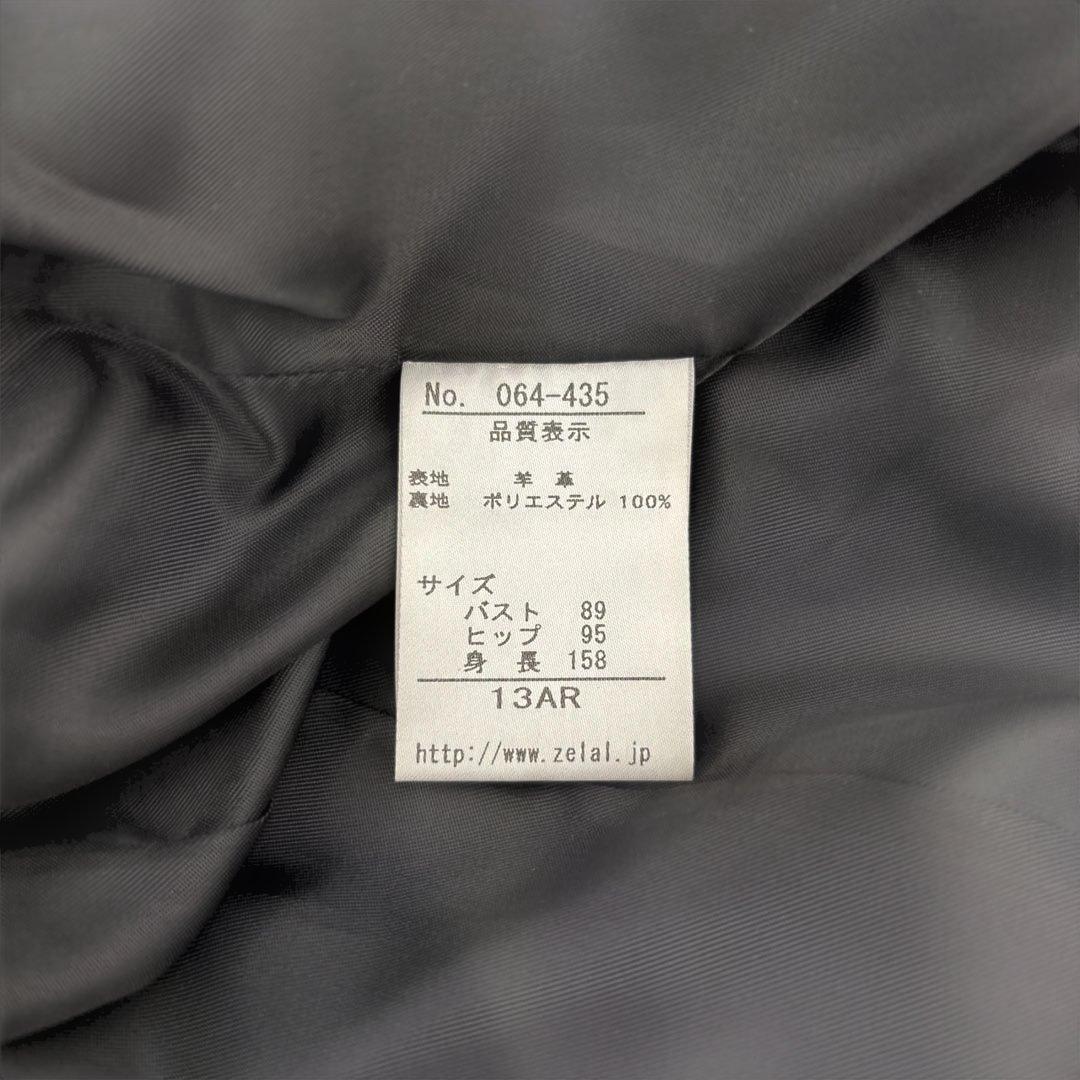 No. 064-435
品質表示
表地 羊革
裏地 ポリエステル 100%
サイズ
バスト 89
ヒップ 95
身長 158
13AR
http://www.zelal.jp